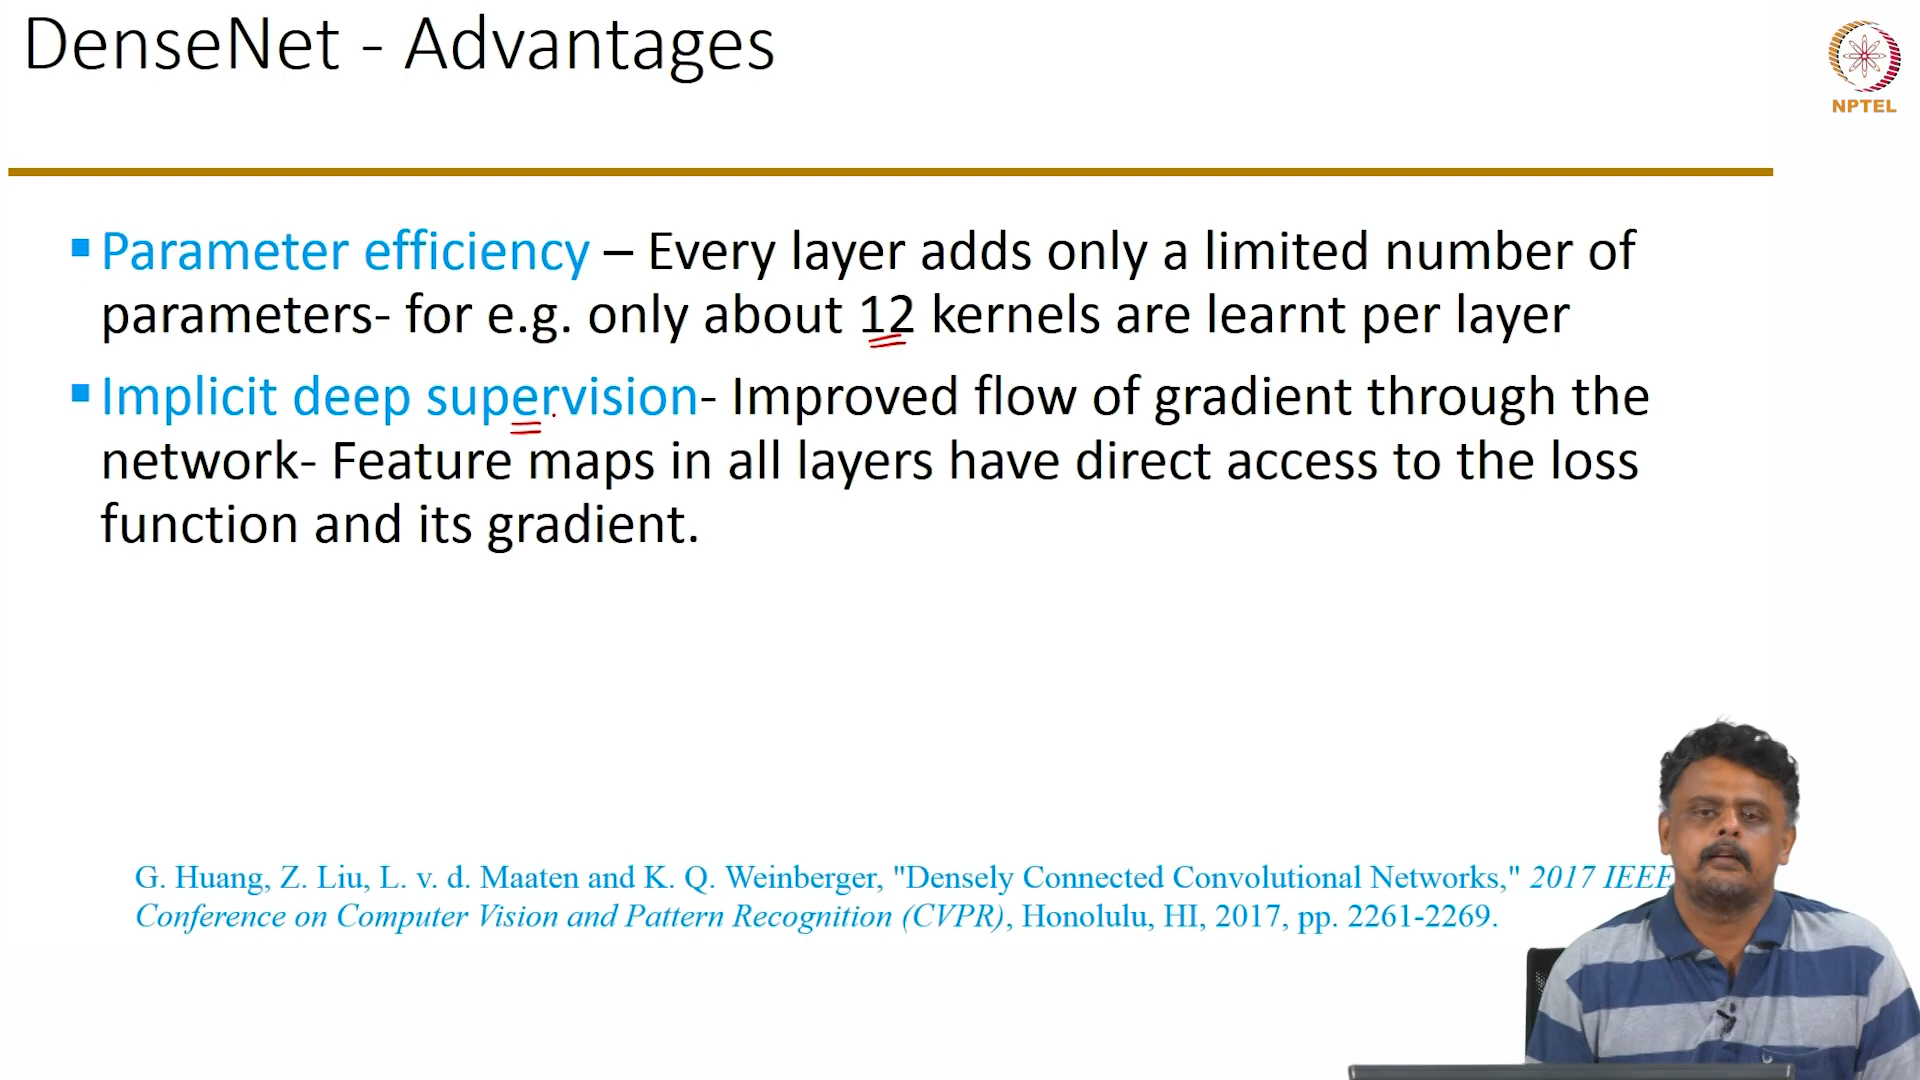 DenseNet - Advantages
NPTEL
Parameter efficiency – Every layer adds only a limited number of
parameters- for e.g. only about 12 kernels are learnt per layer
Implicit deep supervision- Improved flow of gradient through the
network- Feature maps in all layers have direct access to the loss
function and its gradient.
G. Huang, Z. Liu, L. v. d. Maaten and K. Q. Weinberger, "Densely Connected Convolutional Networks," 2017 IEEE
Conference on Computer Vision and Pattern Recognition (CVPR), Honolulu, HI, 2017, pp. 2261-2269.